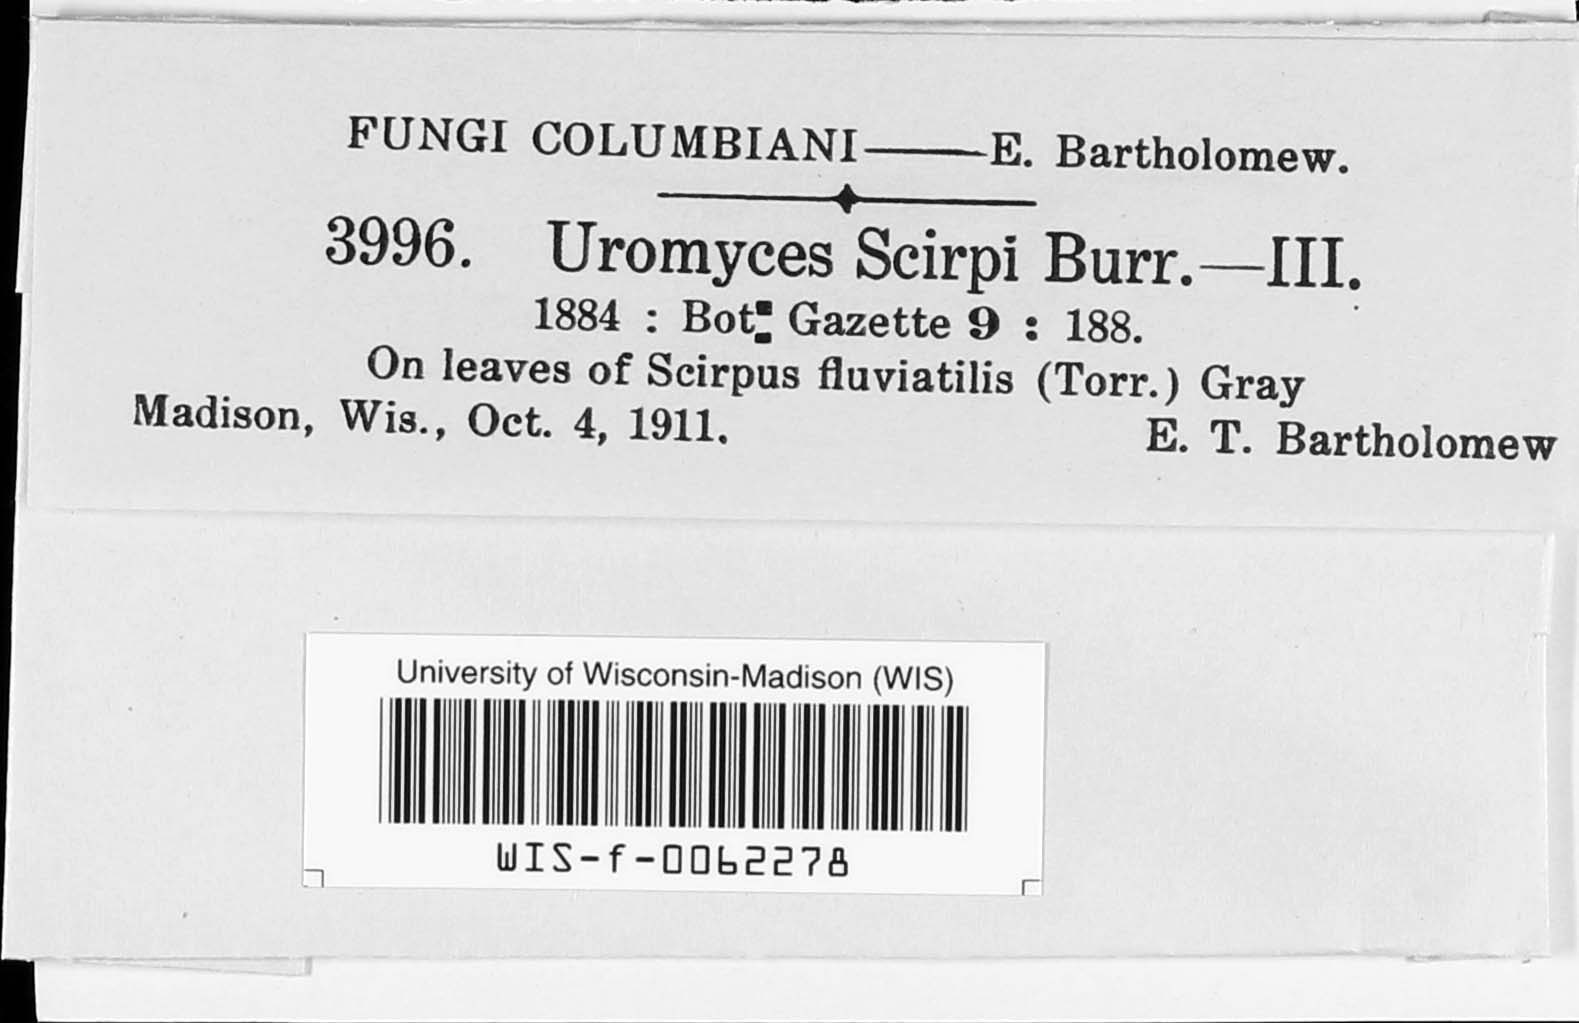 FUNGI COLUMBIANI——E. Bartholomew.
3996. Uromyces Scirpi Burr.—III.
1884 : Bot. Gazette 9 : 188.
On leaves of Scirpus fluviatilis (Torr.) Gray
Madison, Wis., Oct. 4, 1911. E. T. Bartholomew
University of Wisconsin-Madison (WIS)
WIS-f-0062278